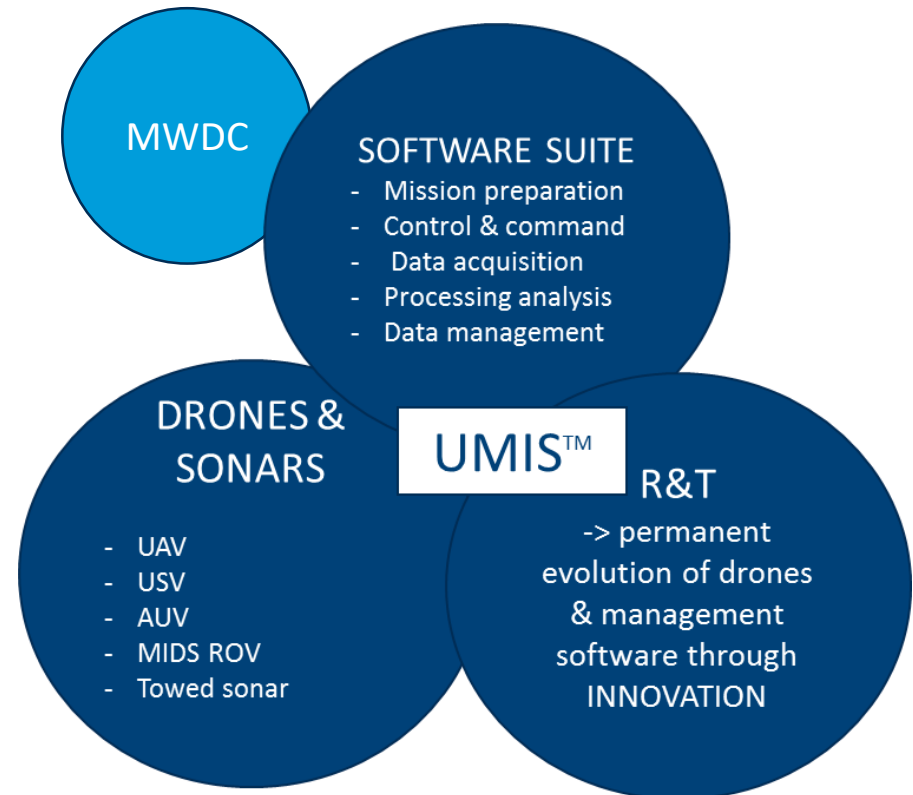 MWDC
SOFTWARE SUITE
- Mission preparation
- Control & command
- Data acquisition
- Processing analysis
- Data management
DRONES &
SONARS
- UAV
- USV
- AUV
- MIDS ROV
- Towed sonar
UMIS™
R&T
-> permanent
evolution of drones
& management
software through
INNOVATION